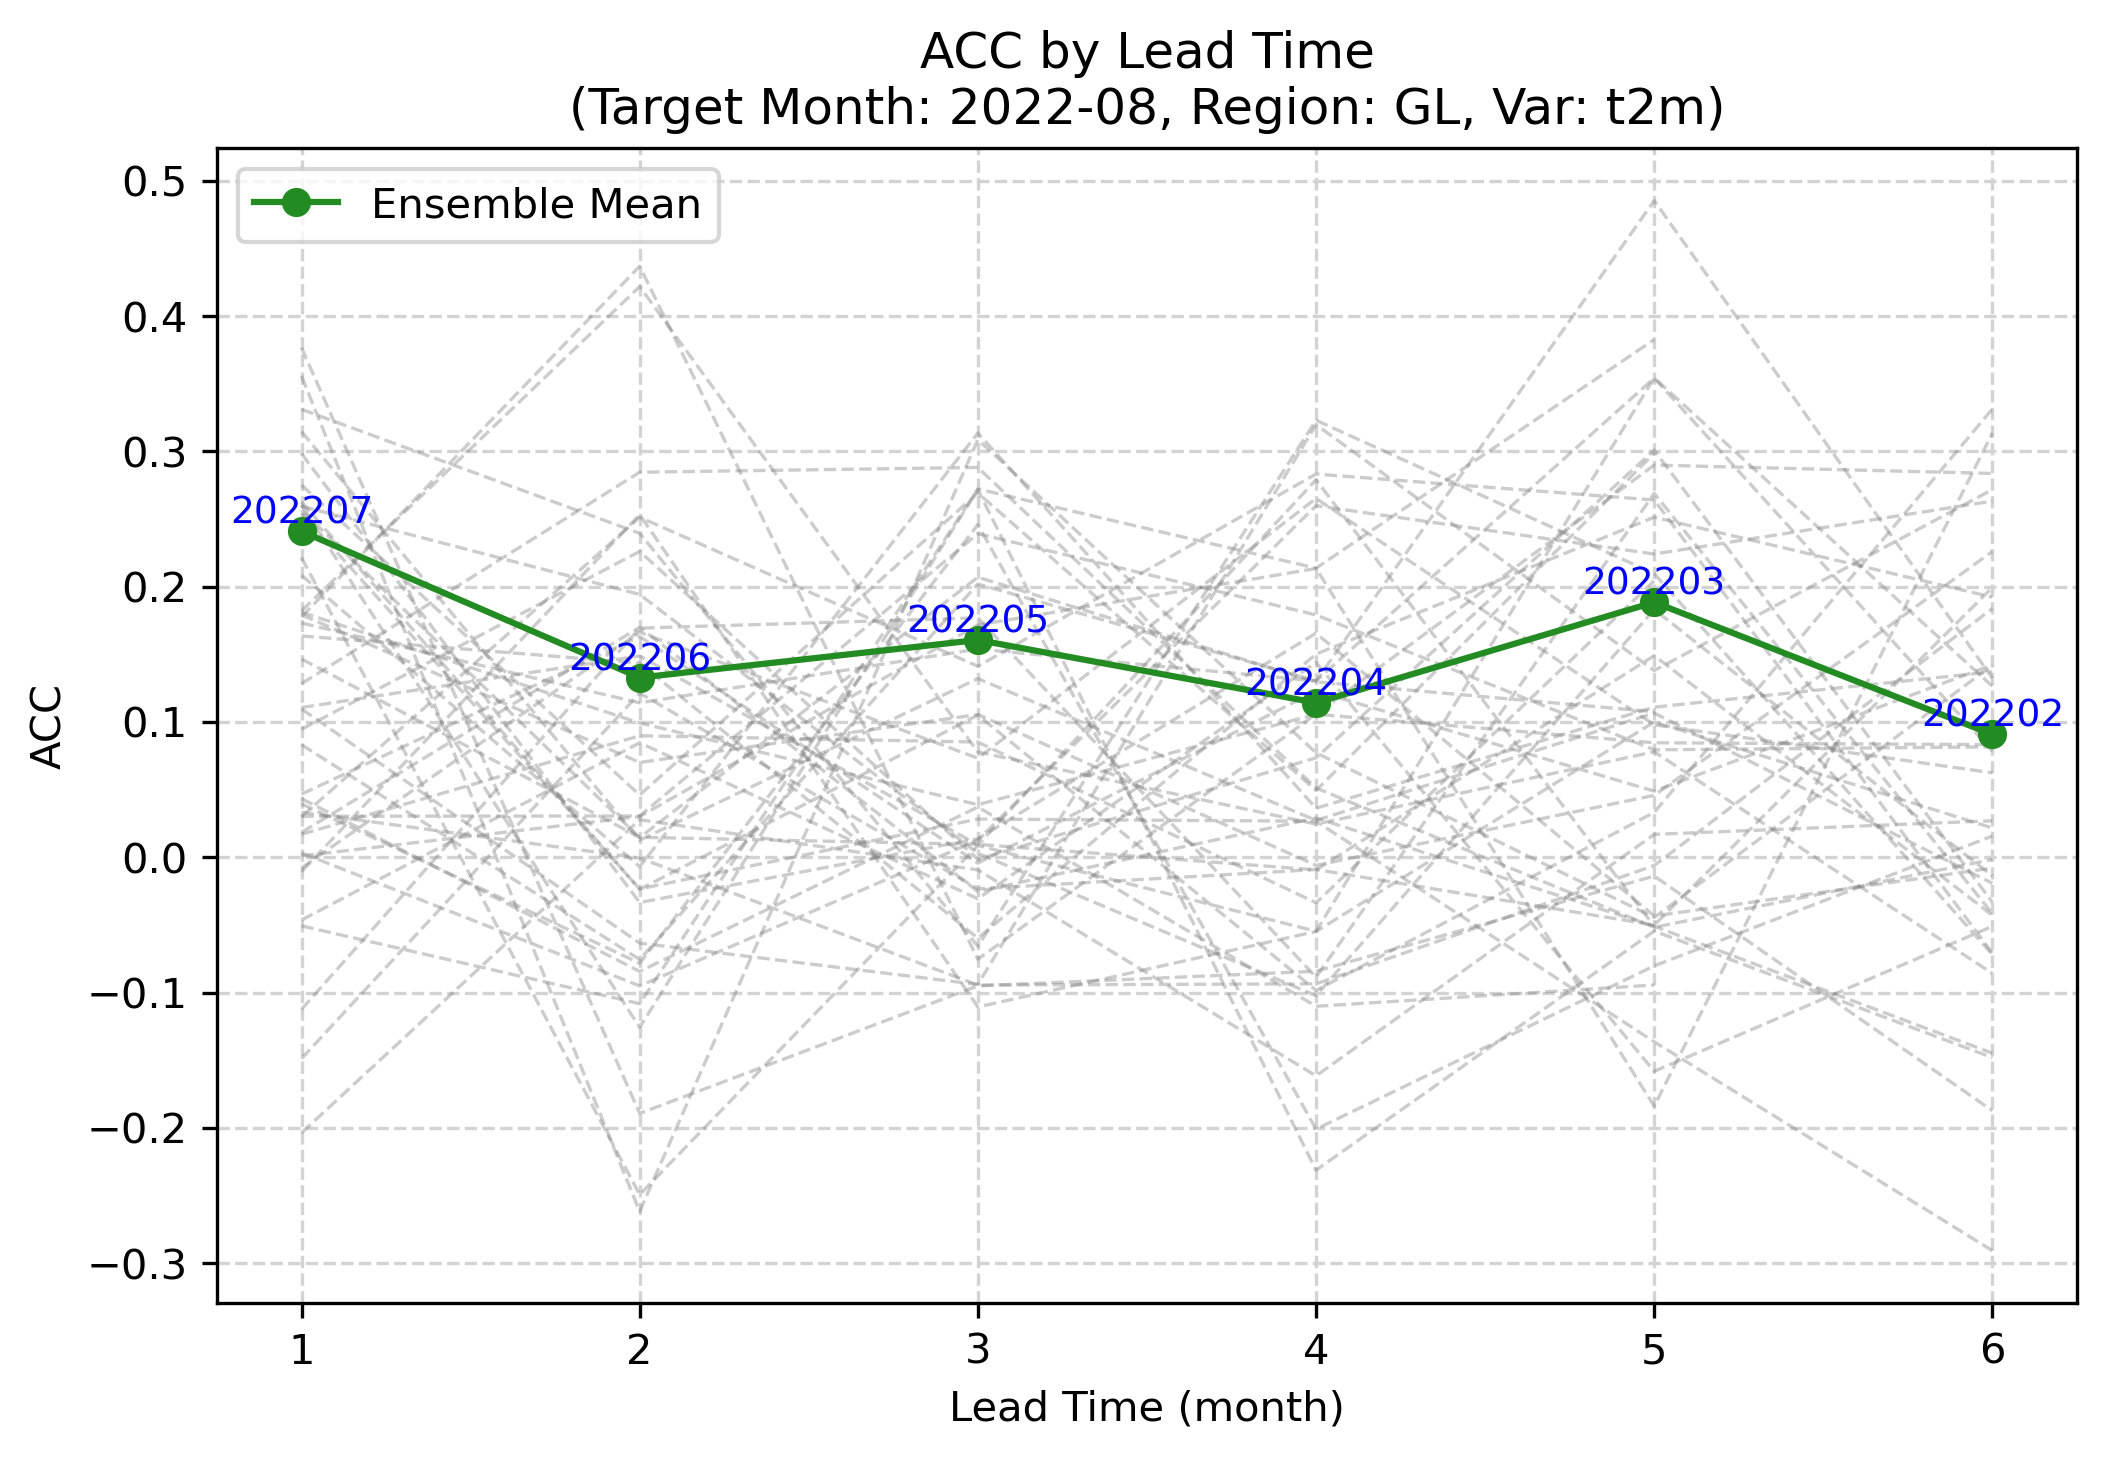 ACC by Lead Time
(Target Month: 2022-08, Region: GL, Var: t2m)
Ensemble Mean
ACC
0.5
0.4
0.3
0.2
0.1
0.0
−0.1
−0.2
−0.3
202207
202206
202205
202204
202203
202202
1 2 3 4 5 6
Lead Time (month)